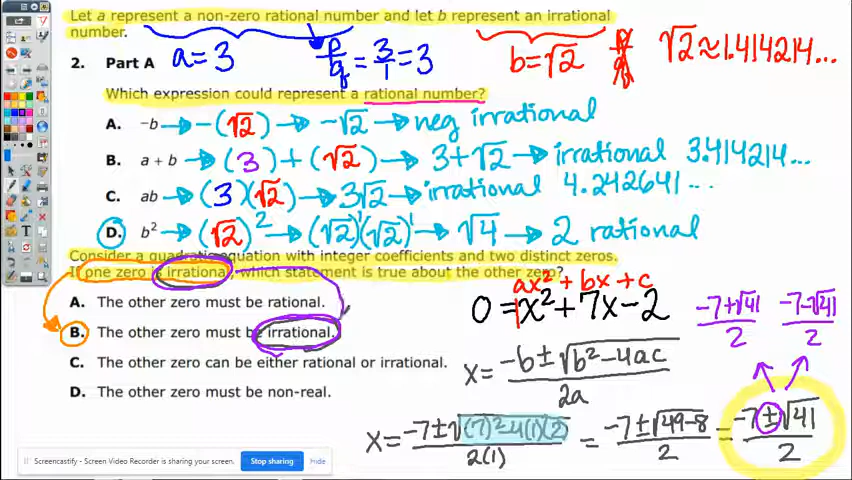 Let a represent a non-zero rational number and let b represent an irrational
number.
a = 3
p/q = 3/1 = 3
b = √2
p/q
√2 ≈ 1.414214...
2. Part A
Which expression could represent a rational number?
A. -b → -(√2) → -√2 → neg irrational
B. a + b → (3) + (√2) → 3+√2 → irrational 3.414214...
C. ab → (3)(√2) → 3√2 → irrational 4.242641...
D. b² → (√2)² → (√2)¹(√2)¹ → √4 → 2 rational
Consider a quadratic equation with integer coefficients and two distinct zeros.
If one zero is irrational, which statement is true about the other zero?
A. The other zero must be rational.
B. The other zero must be irrational.
C. The other zero can be either rational or irrational.
D. The other zero must be non-real.
ax² + bx + c
0 = 1x² + 7x - 2
-7+√41/2 -7-√41/2
x = -b ± √b² - 4ac / 2a
x = -7 ± √(7)² - 4(1)(2) / 2(1) = -7 ± √49-8 / 2 = -7 ± √41 / 2
Screencastify - Screen Video Recorder is sharing your screen. Stop sharing Hide